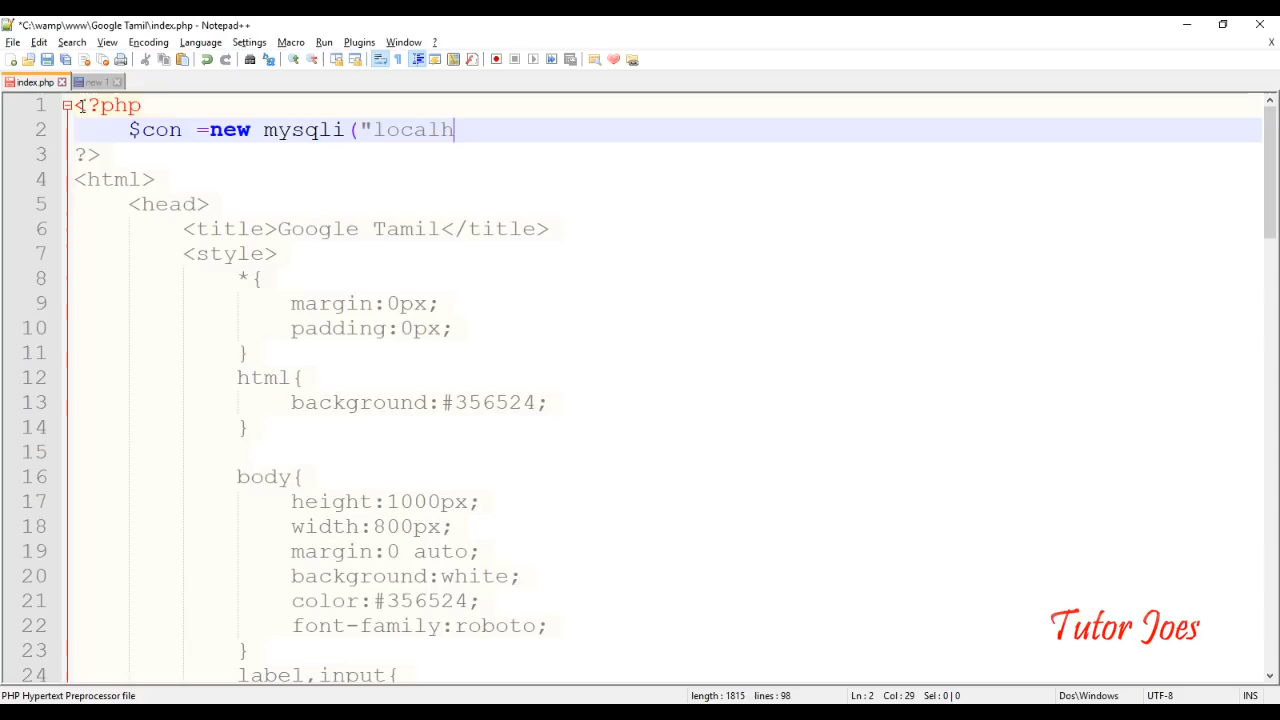 *C:\wamp\www\Google Tamil\index.php - Notepad++
File Edit Search View Encoding Language Settings Macro Run Plugins Window ? X
index.php new 1
1 <?php
2 $con =new mysqli("localh
3 ?>
4 <html>
5 <head>
6 <title>Google Tamil</title>
7 <style>
8 *{
9 margin:0px;
10 padding:0px;
11 }
12 html{
13 background:#356524;
14 }
15
16 body{
17 height:1000px;
18 width:800px;
19 margin:0 auto;
20 background:white;
21 color:#356524;
22 font-family:roboto;
23 }
24 label,input{
Tutor Joes
PHP Hypertext Preprocessor file length : 1815 lines : 98 Ln : 2 Col : 29 Sel : 0 | 0 Dos\Windows UTF-8 INS